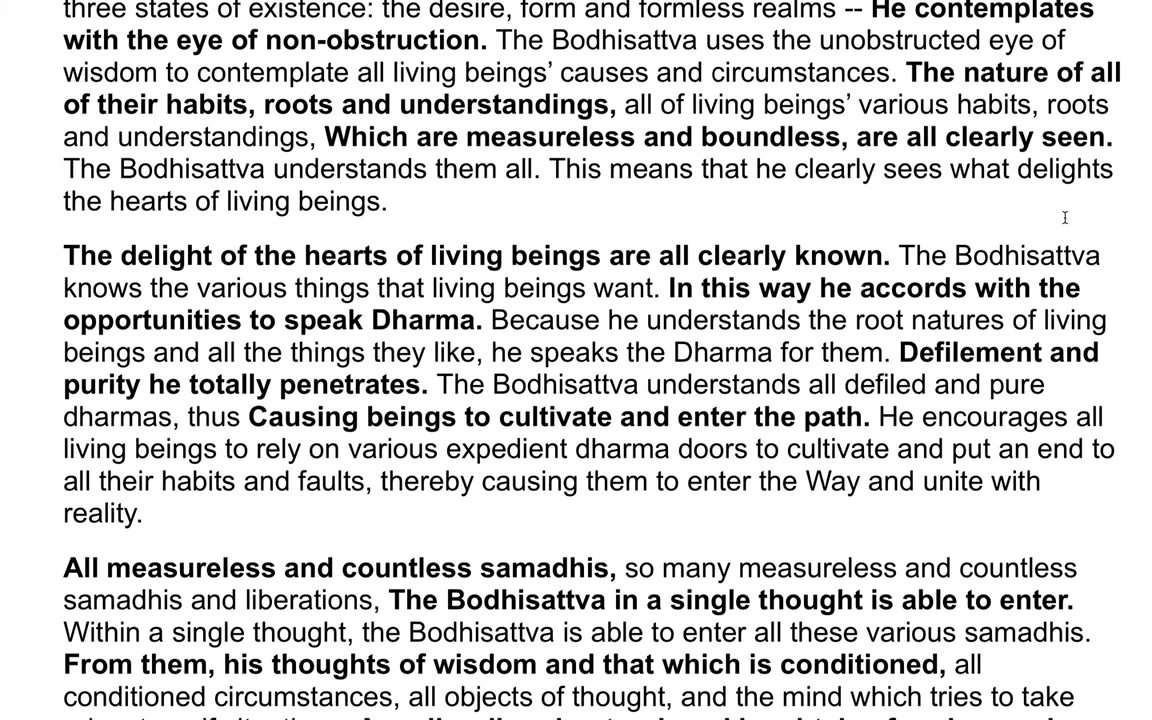 three states of existence: the desire, form and formless realms -- He contemplates
with the eye of non-obstruction. The Bodhisattva uses the unobstructed eye of
wisdom to contemplate all living beings’ causes and circumstances. The nature of all
of their habits, roots and understandings, all of living beings’ various habits, roots
and understandings, Which are measureless and boundless, are all clearly seen.
The Bodhisattva understands them all. This means that he clearly sees what delights
the hearts of living beings.
The delight of the hearts of living beings are all clearly known. The Bodhisattva
knows the various things that living beings want. In this way he accords with the
opportunities to speak Dharma. Because he understands the root natures of living
beings and all the things they like, he speaks the Dharma for them. Defilement and
purity he totally penetrates. The Bodhisattva understands all defiled and pure
dharmas, thus Causing beings to cultivate and enter the path. He encourages all
living beings to rely on various expedient dharma doors to cultivate and put an end to
all their habits and faults, thereby causing them to enter the Way and unite with
reality.
All measureless and countless samadhis, so many measureless and countless
samadhis and liberations, The Bodhisattva in a single thought is able to enter.
Within a single thought, the Bodhisattva is able to enter all these various samadhis.
From them, his thoughts of wisdom and that which is conditioned, all
conditioned circumstances, all objects of thought, and the mind which tries to take